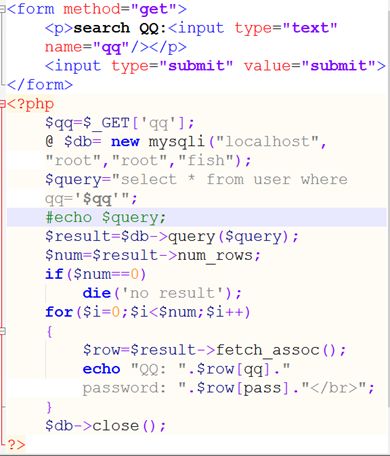 <form method="get">
<p>search QQ:<input type="text"
name="qq"/></p>
<input type="submit" value="submit">
</form>
<?php
$qq=$_GET['qq'];
@ $db= new mysqli("localhost",
"root","root","fish");
$query="select * from user where
qq='$qq'";
#echo $query;
$result=$db->query($query);
$num=$result->num_rows;
if($num==0)
die('no result');
for($i=0;$i<$num;$i++)
{
$row=$result->fetch_assoc();
echo "QQ: ".$row[qq]."
password: ".$row[pass]."</br>";
}
$db->close();
?>